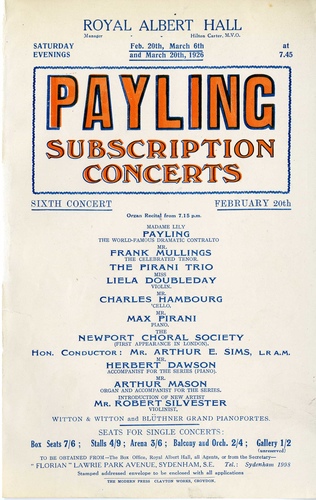 ROYAL ALBERT HALL
Manager - - Hilton Carter, M.V.O.
SATURDAY EVENINGS Feb. 20th, March 6th and March 20th, 1926 at 7.45
PAYLING
SUBSCRIPTION
CONCERTS
SIXTH CONCERT FEBRUARY 20th
Organ Recital from 7.15 p.m.
MADAME LILY
PAYLING
THE WORLD-FAMOUS DRAMATIC CONTRALTO
MR.
FRANK MULLINGS
THE CELEBRATED TENOR.
THE PIRANI TRIO
MISS
LIELA DOUBLEDAY
VIOLIN.
MR.
CHARLES HAMBOURG
'CELLO.
MR.
MAX PIRANI
PIANO.
THE
NEWPORT CHORAL SOCIETY
(FIRST APPEARANCE IN LONDON).
HON. CONDUCTOR: MR. ARTHUR E. SIMS, L.R.A.M.
MR.
HERBERT DAWSON
ACCOMPANIST FOR THE SERIES (PIANO).
MR.
ARTHUR MASON
ORGAN AND ACCOMPANIST FOR THE SERIES.
INTRODUCTION OF NEW ARTIST
MR. ROBERT SILVESTER
VIOLINIST,
WITTON & WITTON and BLÜTHNER GRAND PIANOFORTES.
SEATS FOR SINGLE CONCERTS:
Box Seats 7/6; Stalls 4/9; Arena 3/6; Balcony and Orch. 2/4; Gallery 1/2 (unreserved)
TO BE OBTAINED FROM—The Box Office, Royal Albert Hall, all Agents, or from the Secretary—
"FLORIAN" LAWRIE PARK AVENUE, SYDENHAM, S.E. Tel.: Sydenham 1998
Stamped addressed envelope to be enclosed with all applications
THE MODERN PRESS, CLAYTON WORKS, CROYDON.